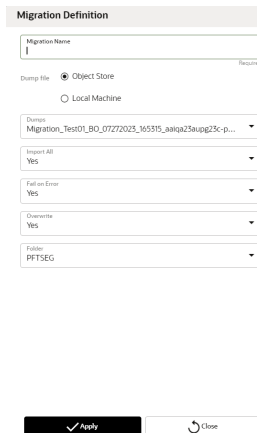 Migration Definition
Migration Name
Require
Dump file
Object Store
Local Machine
Dumps
Migration_Test01_BO_07272023_165315_aaiqa23aupg23c-p...
Import All
Yes
Fail on Error
Yes
Overwrite
Yes
Folder
PFTSEG
Apply
Close